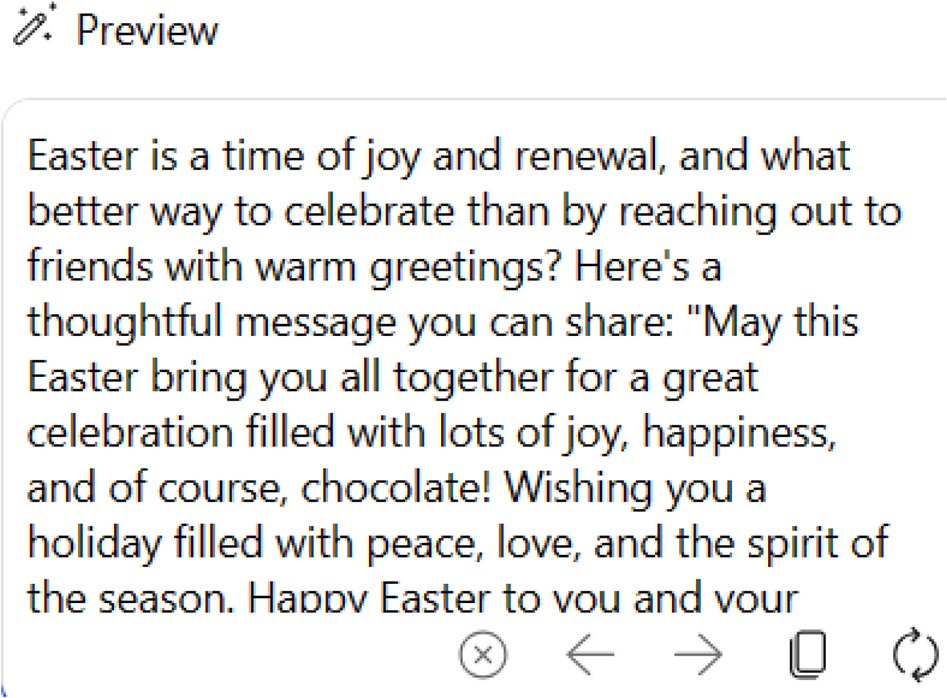 Preview
Easter is a time of joy and renewal, and what
better way to celebrate than by reaching out to
friends with warm greetings? Here's a
thoughtful message you can share: "May this
Easter bring you all together for a great
celebration filled with lots of joy, happiness,
and of course, chocolate! Wishing you a
holiday filled with peace, love, and the spirit of
the season. Happy Easter to you and your